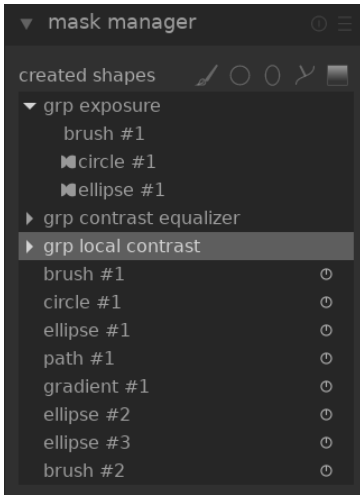 mask manager
created shapes
grp exposure
brush #1
circle #1
ellipse #1
grp contrast equalizer
grp local contrast
brush #1
circle #1
ellipse #1
path #1
gradient #1
ellipse #2
ellipse #3
brush #2